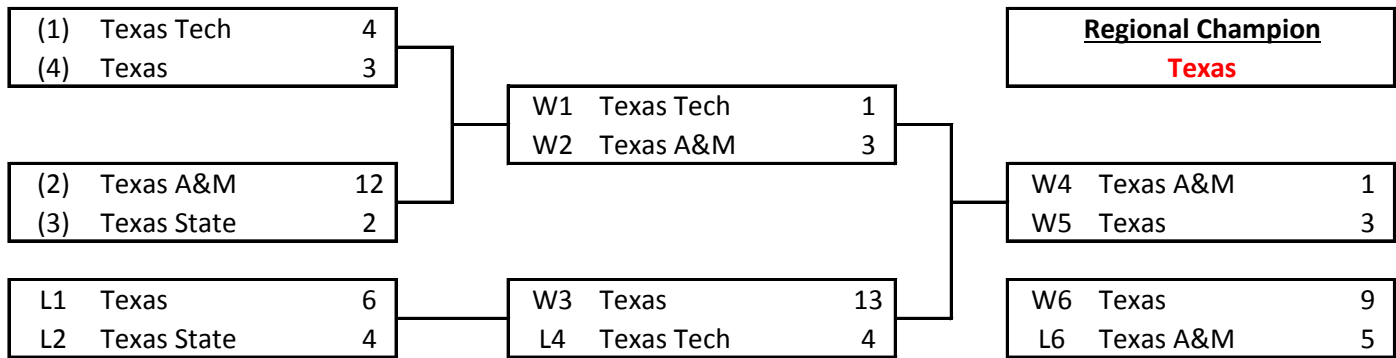 (1) Texas Tech 4
(4) Texas 3
Regional Champion
Texas
W1 Texas Tech 1
W2 Texas A&M 3
(2) Texas A&M 12
(3) Texas State 2
W4 Texas A&M 1
W5 Texas 3
L1 Texas 6
L2 Texas State 4
W3 Texas 13
L4 Texas Tech 4
W6 Texas 9
L6 Texas A&M 5